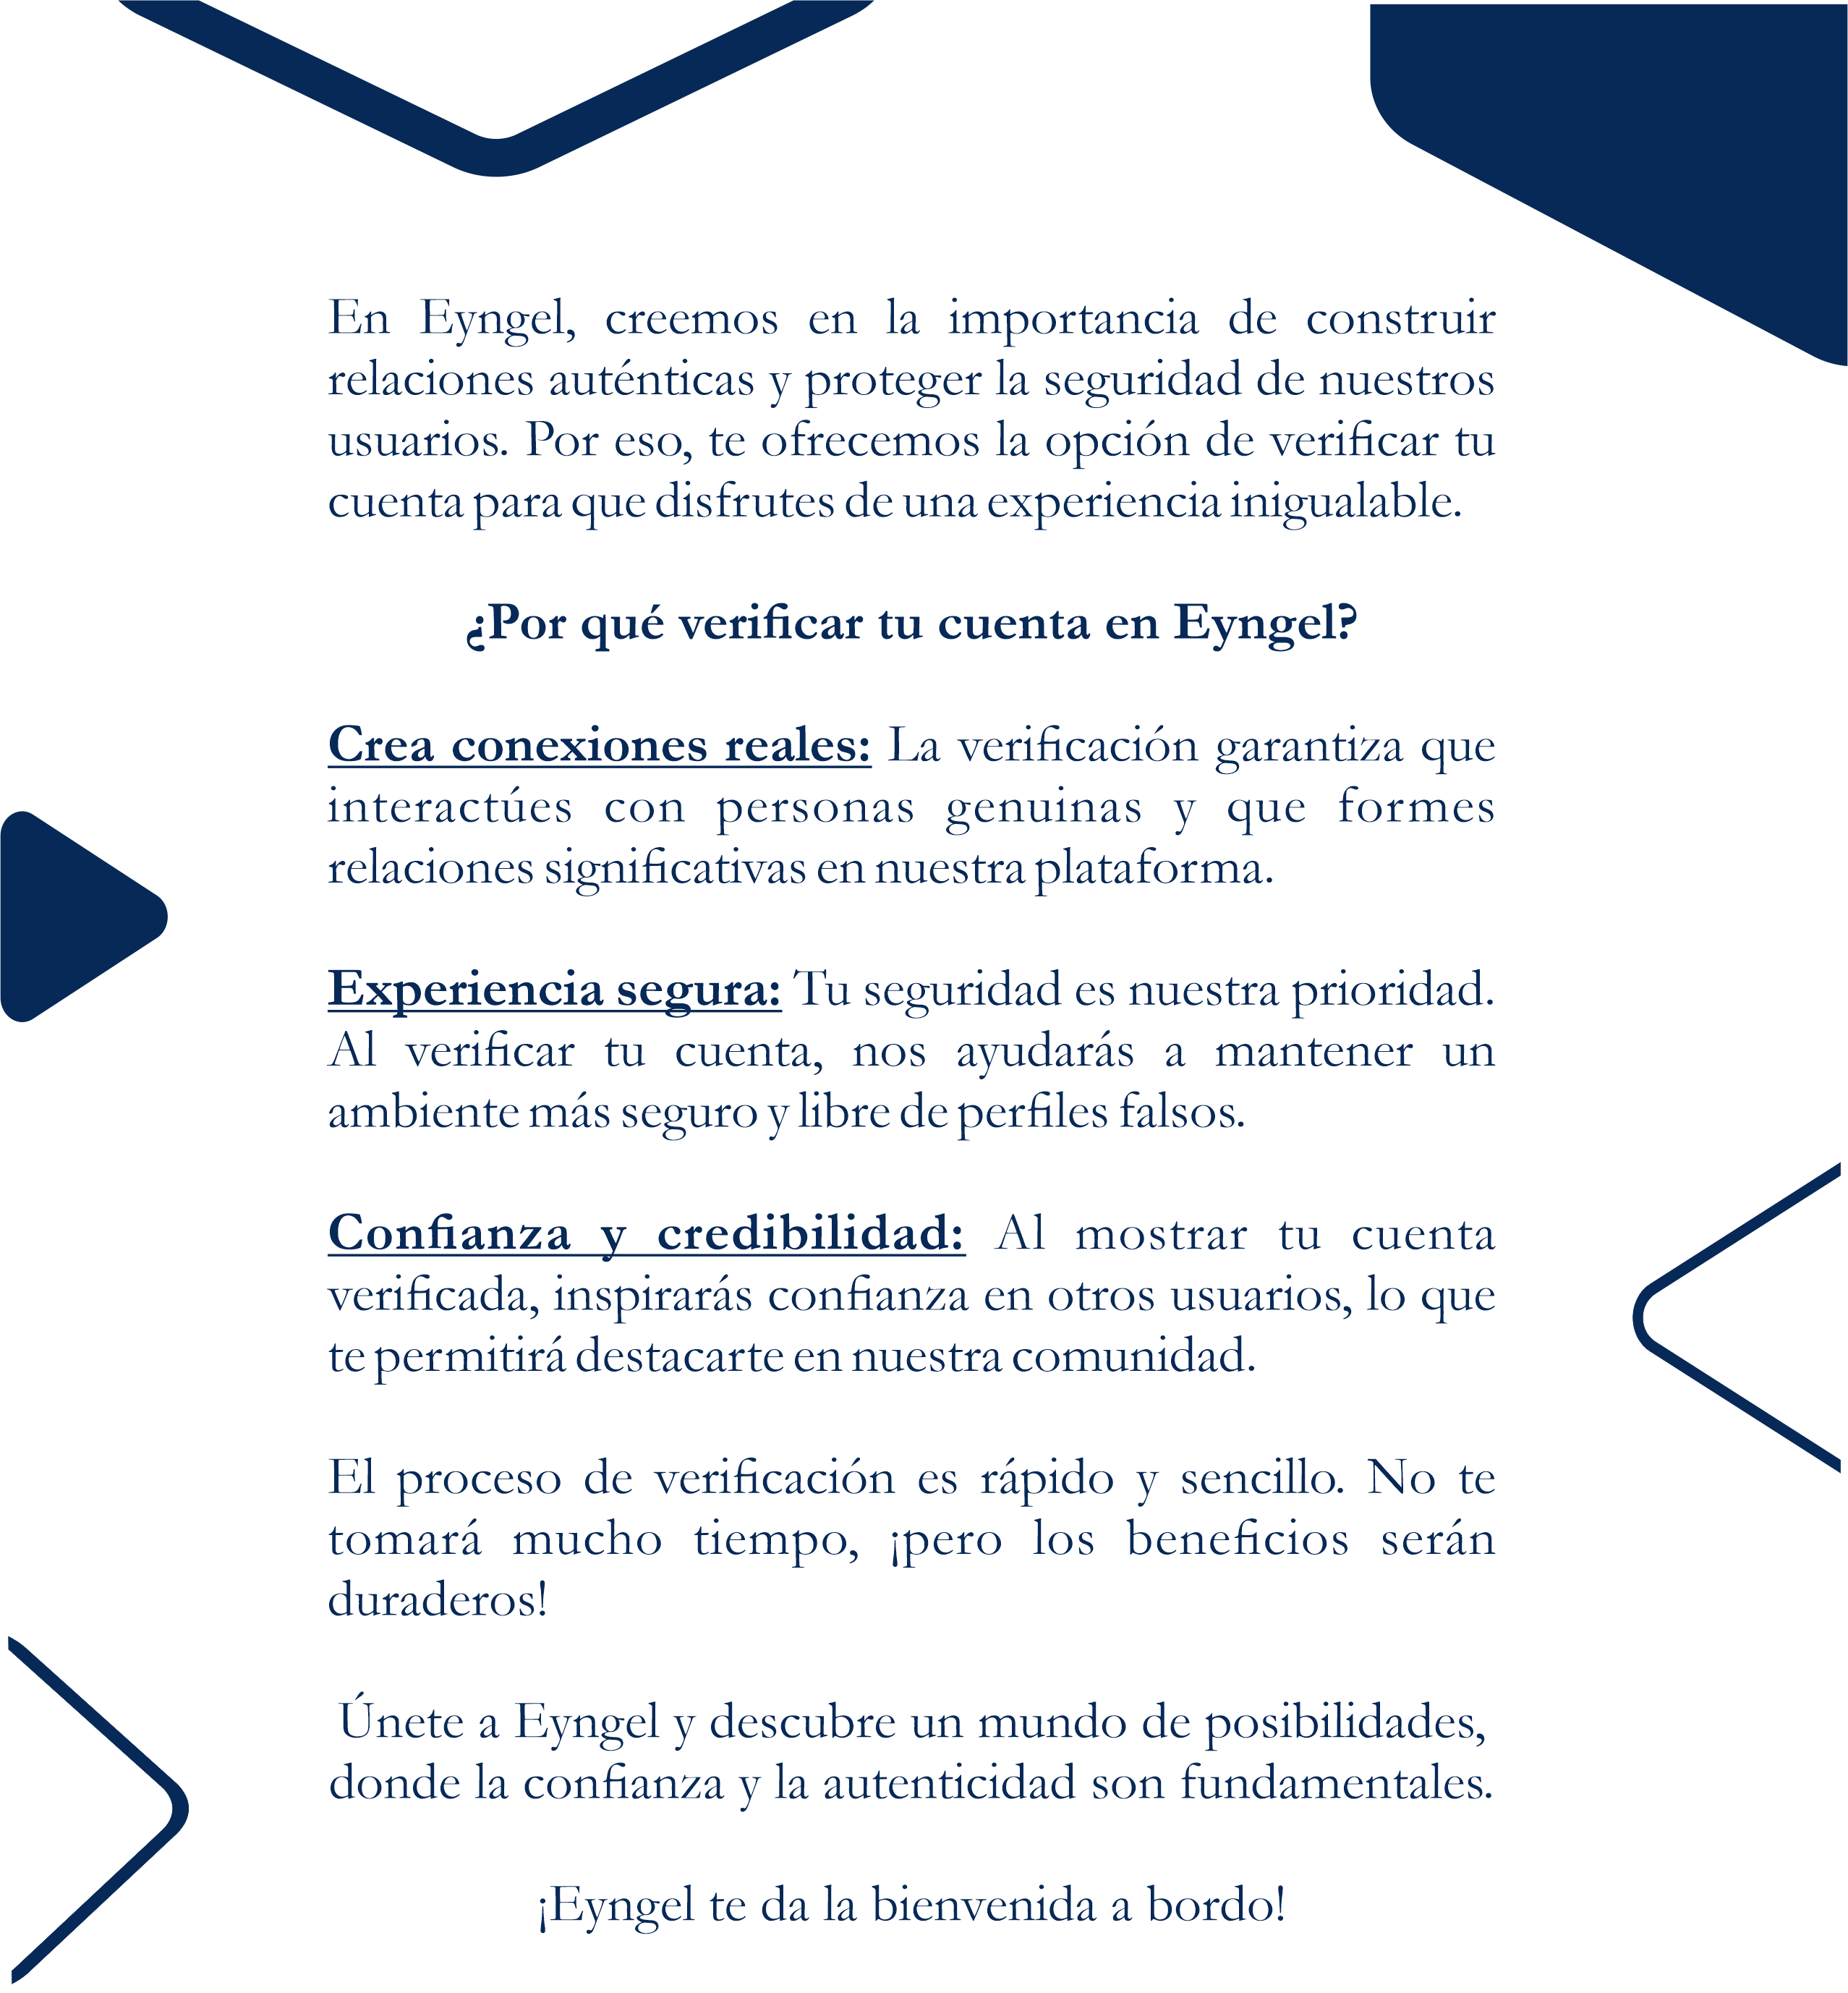 En Eyngel, creemos en la importancia de construir
relaciones auténticas y proteger la seguridad de nuestros
usuarios. Por eso, te ofrecemos la opción de verificar tu
cuenta para que disfrutes de una experiencia inigualable.
¿Por qué verificar tu cuenta en Eyngel?
Crea conexiones reales: La verificación garantiza que
interactúes con personas genuinas y que formes
relaciones significativas en nuestra plataforma.
Experiencia segura: Tu seguridad es nuestra prioridad.
Al verificar tu cuenta, nos ayudarás a mantener un
ambiente más seguro y libre de perfiles falsos.
Confianza y credibilidad: Al mostrar tu cuenta
verificada, inspirarás confianza en otros usuarios, lo que
te permitirá destacarte en nuestra comunidad.
El proceso de verificación es rápido y sencillo. No te
tomará mucho tiempo, ¡pero los beneficios serán
duraderos!
Únete a Eyngel y descubre un mundo de posibilidades,
donde la confianza y la autenticidad son fundamentales.
¡Eyngel te da la bienvenida a bordo!